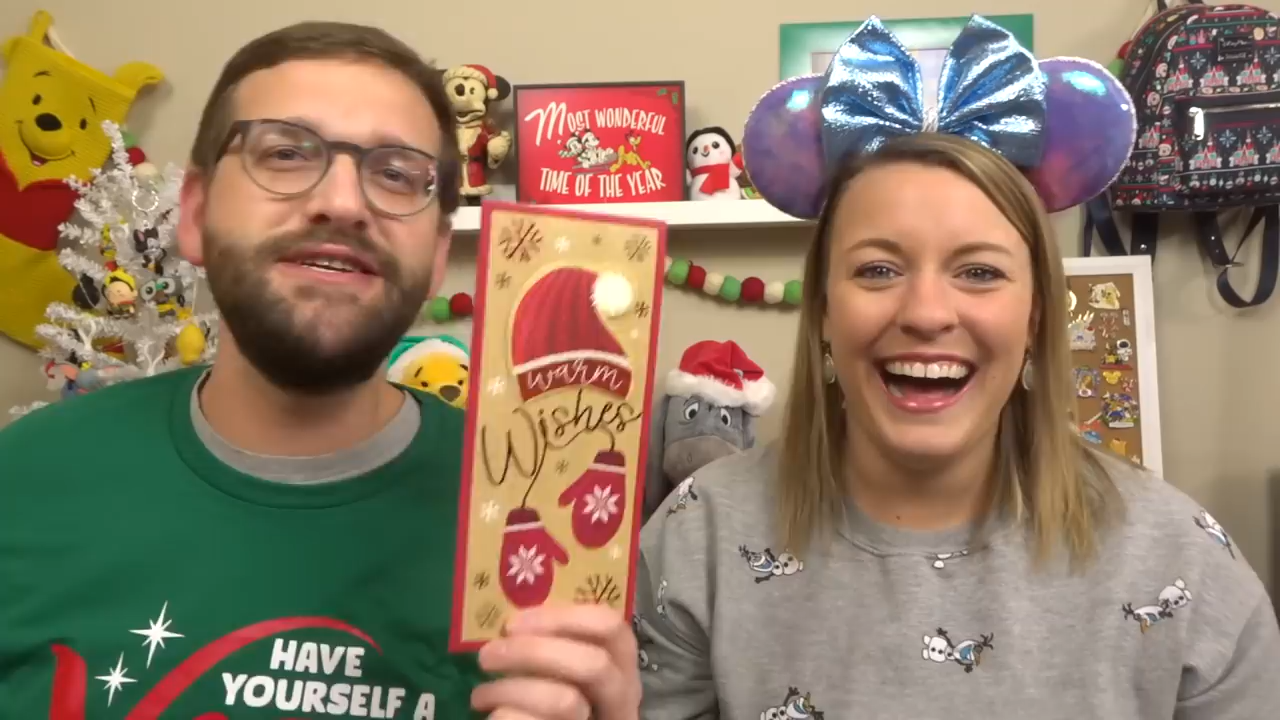 MOST WONDERFUL
TIME OF THE YEAR
warm
Wishes
HAVE
YOURSELF A